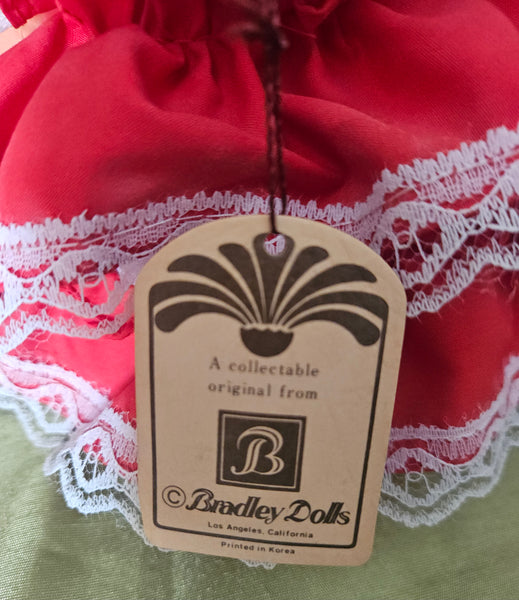 A collectable
original from
B
© Bradley Dolls
Los Angeles, California
Printed in Korea